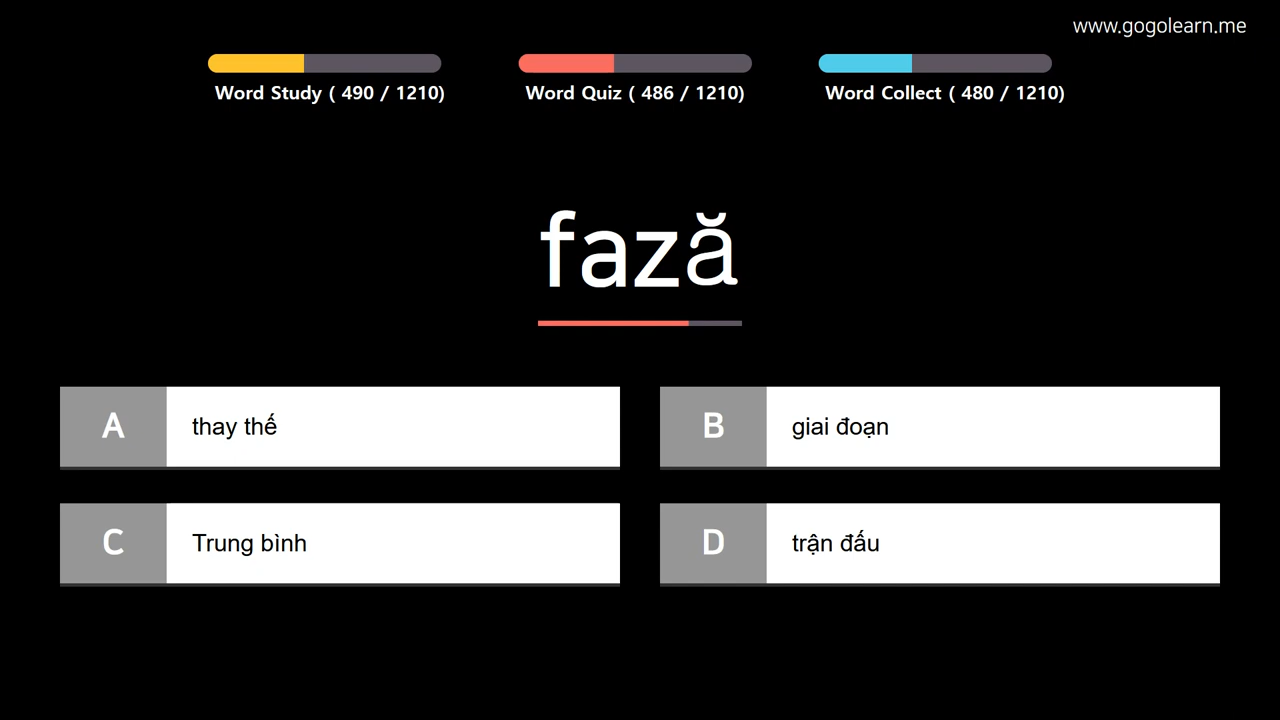 www.gogolearn.me
Word Study ( 490 / 1210)
Word Quiz ( 486 / 1210)
Word Collect ( 480 / 1210)
fază
A thay thế
B giai đoạn
C Trung bình
D trận đấu